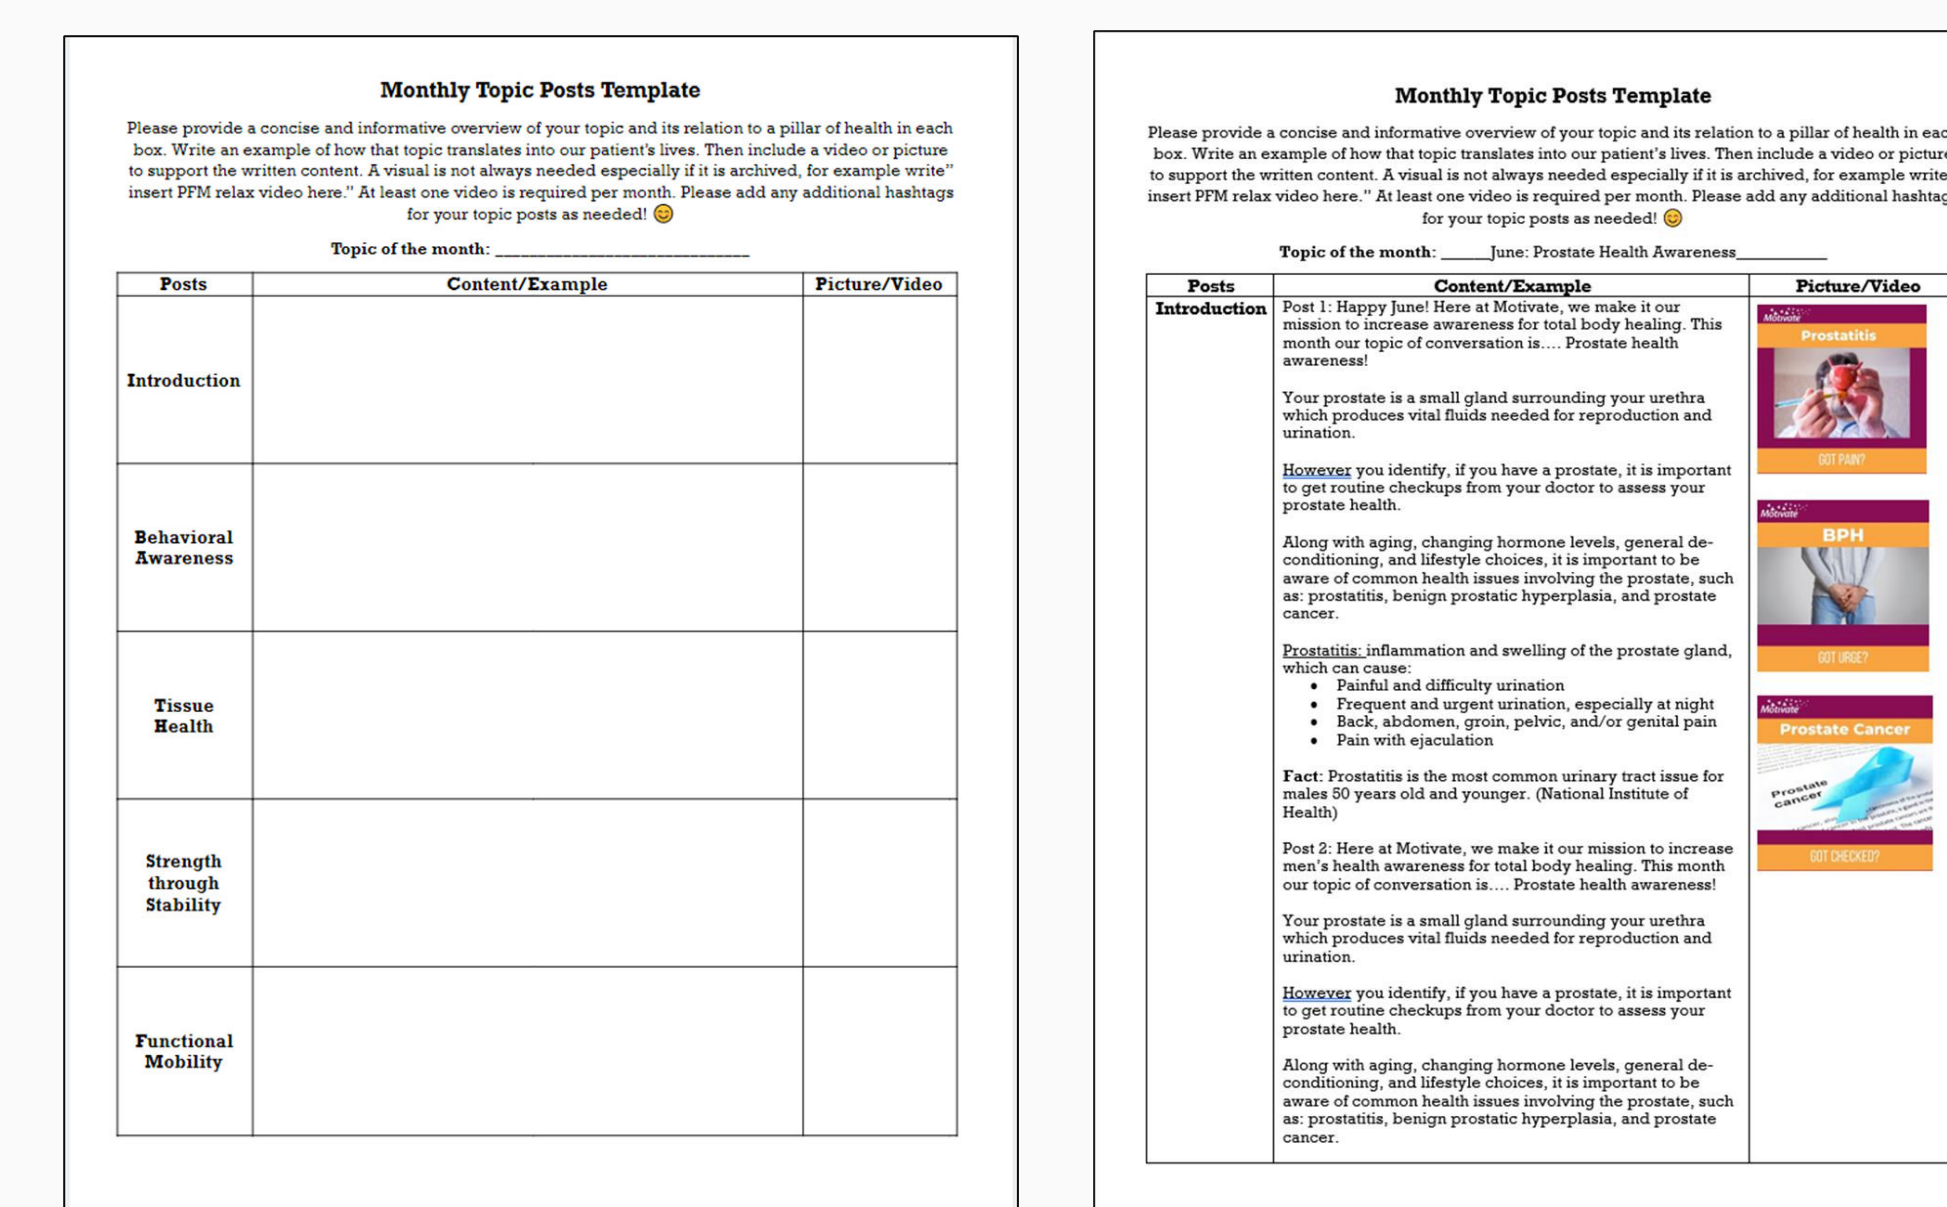 Monthly Topic Posts Template
Please provide a concise and informative overview of your topic and its relation to a pillar of health in each
box. Write an example of how that topic translates into our patient's lives. Then include a video or picture
to support the written content. A visual is not always needed especially if it is archived, for example write"
insert PFM relax video here." At least one video is required per month. Please add any additional hashtags
for your topic posts as needed! 😊
Topic of the month: ______________________________
Posts
Content/Example
Picture/Video
Introduction
Behavioral
Awareness
Tissue
Health
Strength
through
Stability
Functional
Mobility
Monthly Topic Posts Template
Please provide a concise and informative overview of your topic and its relation to a pillar of health in eac
box. Write an example of how that topic translates into our patient's lives. Then include a video or picture
to support the written content. A visual is not always needed especially if it is archived, for example write
insert PFM relax video here." At least one video is required per month. Please add any additional hashtag
for your topic posts as needed! 😊
Topic of the month: ______June: Prostate Health Awareness___________
Posts
Content/Example
Picture/Video
Introduction
Post 1: Happy June! Here at Motivate, we make it our
mission to increase awareness for total body healing. This
month our topic of conversation is.... Prostate health
awareness!
Your prostate is a small gland surrounding your urethra
which produces vital fluids needed for reproduction and
urination.
However you identify, if you have a prostate, it is important
to get routine checkups from your doctor to assess your
prostate health.
Along with aging, changing hormone levels, general de-
conditioning, and lifestyle choices, it is important to be
aware of common health issues involving the prostate, such
as: prostatitis, benign prostatic hyperplasia, and prostate
cancer.
Prostatitis: inflammation and swelling of the prostate gland,
which can cause:
• Painful and difficulty urination
• Frequent and urgent urination, especially at night
• Back, abdomen, groin, pelvic, and/or genital pain
• Pain with ejaculation
Fact: Prostatitis is the most common urinary tract issue for
males 50 years old and younger. (National Institute of
Health)
Post 2: Here at Motivate, we make it our mission to increase
men's health awareness for total body healing. This month
our topic of conversation is.... Prostate health awareness!
Your prostate is a small gland surrounding your urethra
which produces vital fluids needed for reproduction and
urination.
However you identify, if you have a prostate, it is important
to get routine checkups from your doctor to assess your
prostate health.
Along with aging, changing hormone levels, general de-
conditioning, and lifestyle choices, it is important to be
aware of common health issues involving the prostate, such
as: prostatitis, benign prostatic hyperplasia, and prostate
cancer.
Motivate
Prostatitis
GOT PAIN?
Motivate
BPH
GOT URGE?
Motivate
Prostate Cancer
Prostate
cancer
GOT CHECKED?